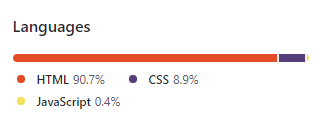 Languages
HTML 90.7% CSS 8.9%
JavaScript 0.4%